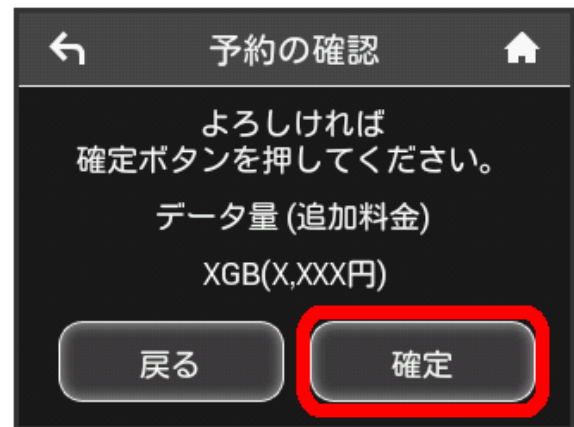 予約の確認
よろしければ
確定ボタンを押してください。
データ量 (追加料金)
XGB(X,XXX円)
戻る
確定